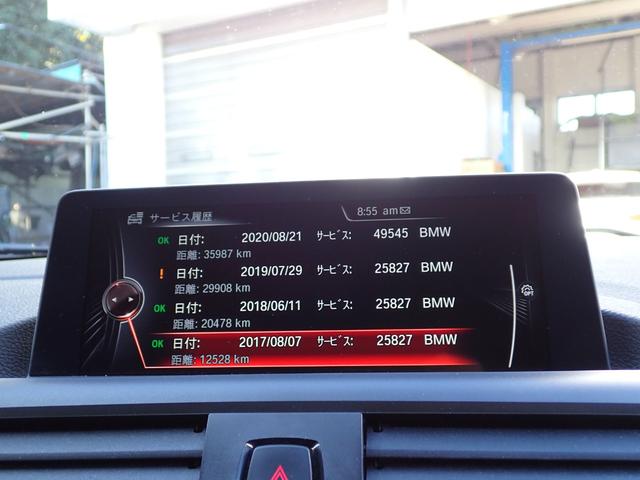 サービス履歴 8:55 am
OK 日付: 2020/08/21 ｻｰﾋﾞｽ: 49545 BMW
距離: 35987 km
! 日付: 2019/07/29 ｻｰﾋﾞｽ: 25827 BMW
距離: 29908 km
OK 日付: 2018/06/11 ｻｰﾋﾞｽ: 25827 BMW
距離: 20478 km
OK 日付: 2017/08/07 ｻｰﾋﾞｽ: 25827 BMW
距離: 12528 km
OPT